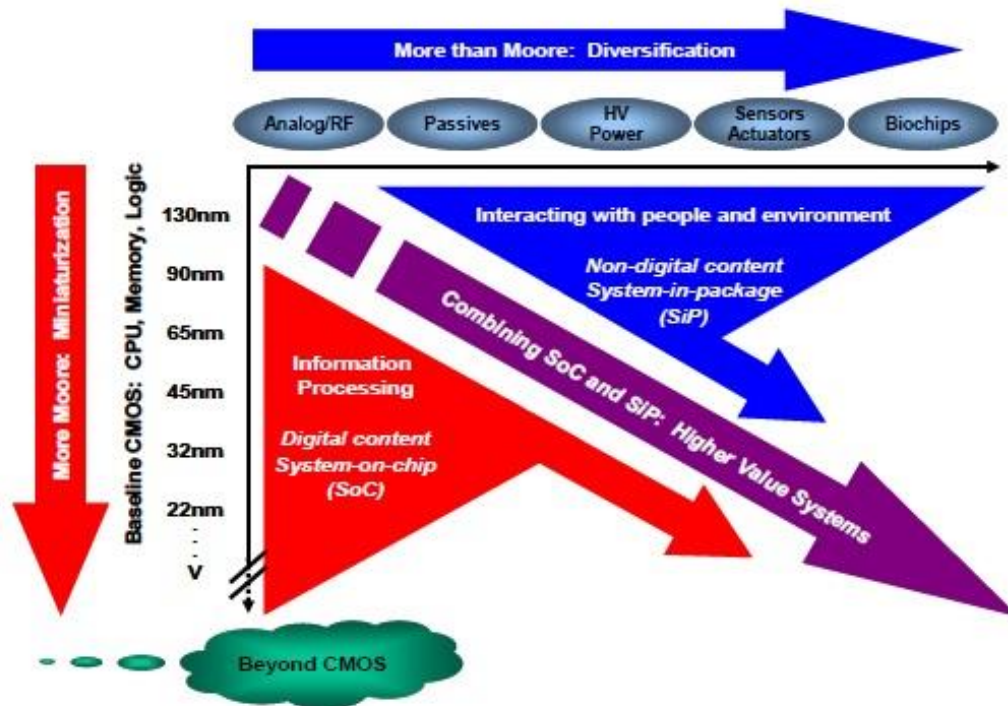 More than Moore: Diversification
Analog/RF
Passives
HV
Power
Sensors
Actuators
Biochips
More Moore: Miniaturization
Baseline CMOS: CPU, Memory, Logic
130nm
90nm
65nm
45nm
32nm
22nm
.
.
.
V
Interacting with people and environment
Non-digital content
System-in-package
(SiP)
Combining SoC and SiP: Higher Value Systems
Information
Processing
Digital content
System-on-chip
(SoC)
Beyond CMOS